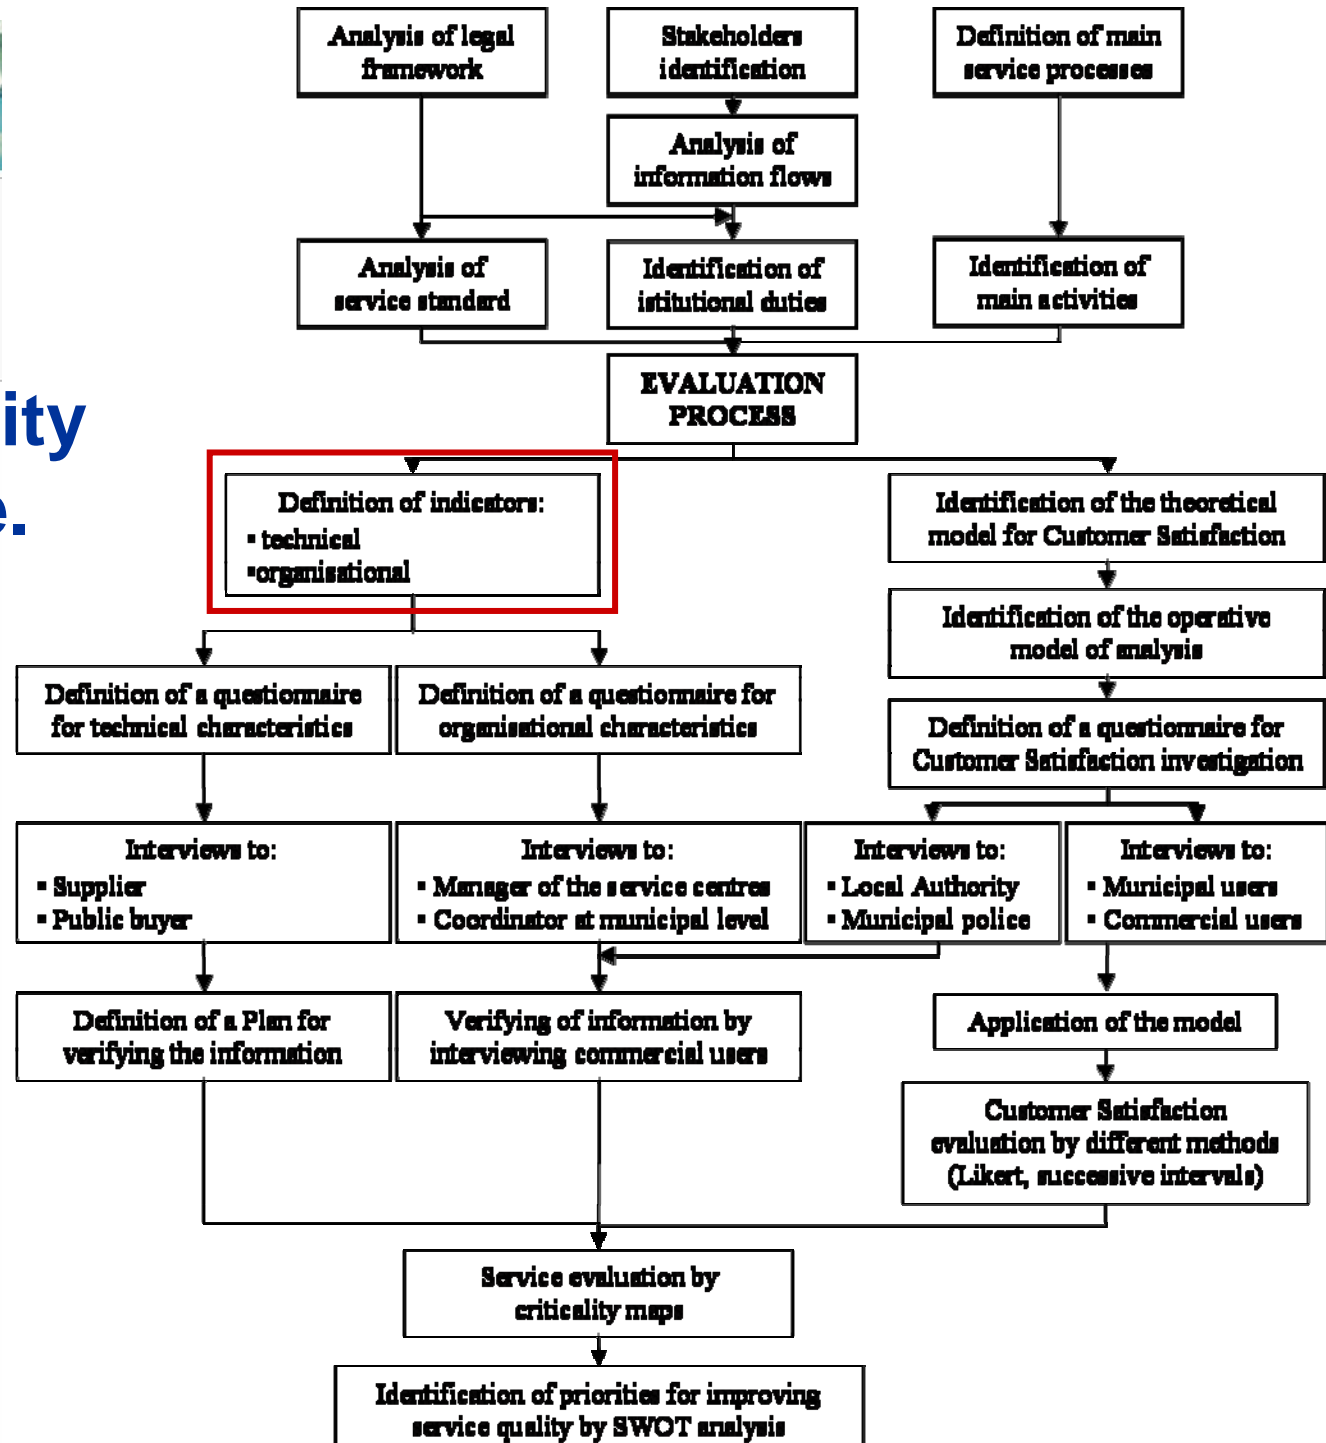 Analysis of legal
framework
Stakeholders
identification
Definition of main
service processes
Analysis of
information flows
Analysis of
service standard
Identification of
istitutional duties
Identification of
main activities
EVALUATION
PROCESS
ity
e.
Definition of indicators:
▪ technical
▪organisational
Identification of the theoretical
model for Customer Satisfaction
Identification of the operative
model of analysis
Definition of a questionnaire
for technical characteristics
Definition of a questionnaire for
organisational characteristics
Definition of a questionnaire for
Customer Satisfaction investigation
Interviews to:
▪ Supplier
▪ Public buyer
Interviews to:
▪ Manager of the service centres
▪ Coordinator at municipal level
Interviews to:
▪ Local Authority
▪ Municipal police
Interviews to:
▪ Municipal users
▪ Commercial users
Definition of a Plan for
verifying the information
Verifying of information by
interviewing commercial users
Application of the model
Customer Satisfaction
evaluation by different methods
(Likert, successive intervals)
Service evaluation by
criticality maps
Identification of priorities for improving
service quality by SWOT analysis